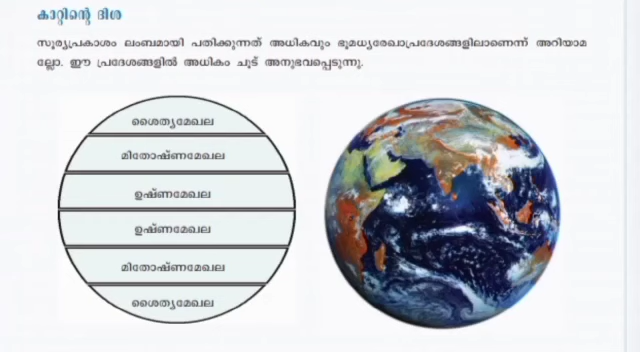 കാറ്റിന്റെ ദിശ
സൂര്യപ്രകാശം ലംബമായി പതിക്കുന്നത് അധികവും ഭൂമധ്യരേഖാപ്രദേശങ്ങളിലാണെന്ന് അറിയാമ
ല്ലോ. ഈ പ്രദേശങ്ങളിൽ അധികം ചൂട് അനുഭവപ്പെടുന്നു.
ശൈത്യമേഖല
മിതോഷ്ണമേഖല
ഉഷ്ണമേഖല
ഉഷ്ണമേഖല
മിതോഷ്ണമേഖല
ശൈത്യമേഖല